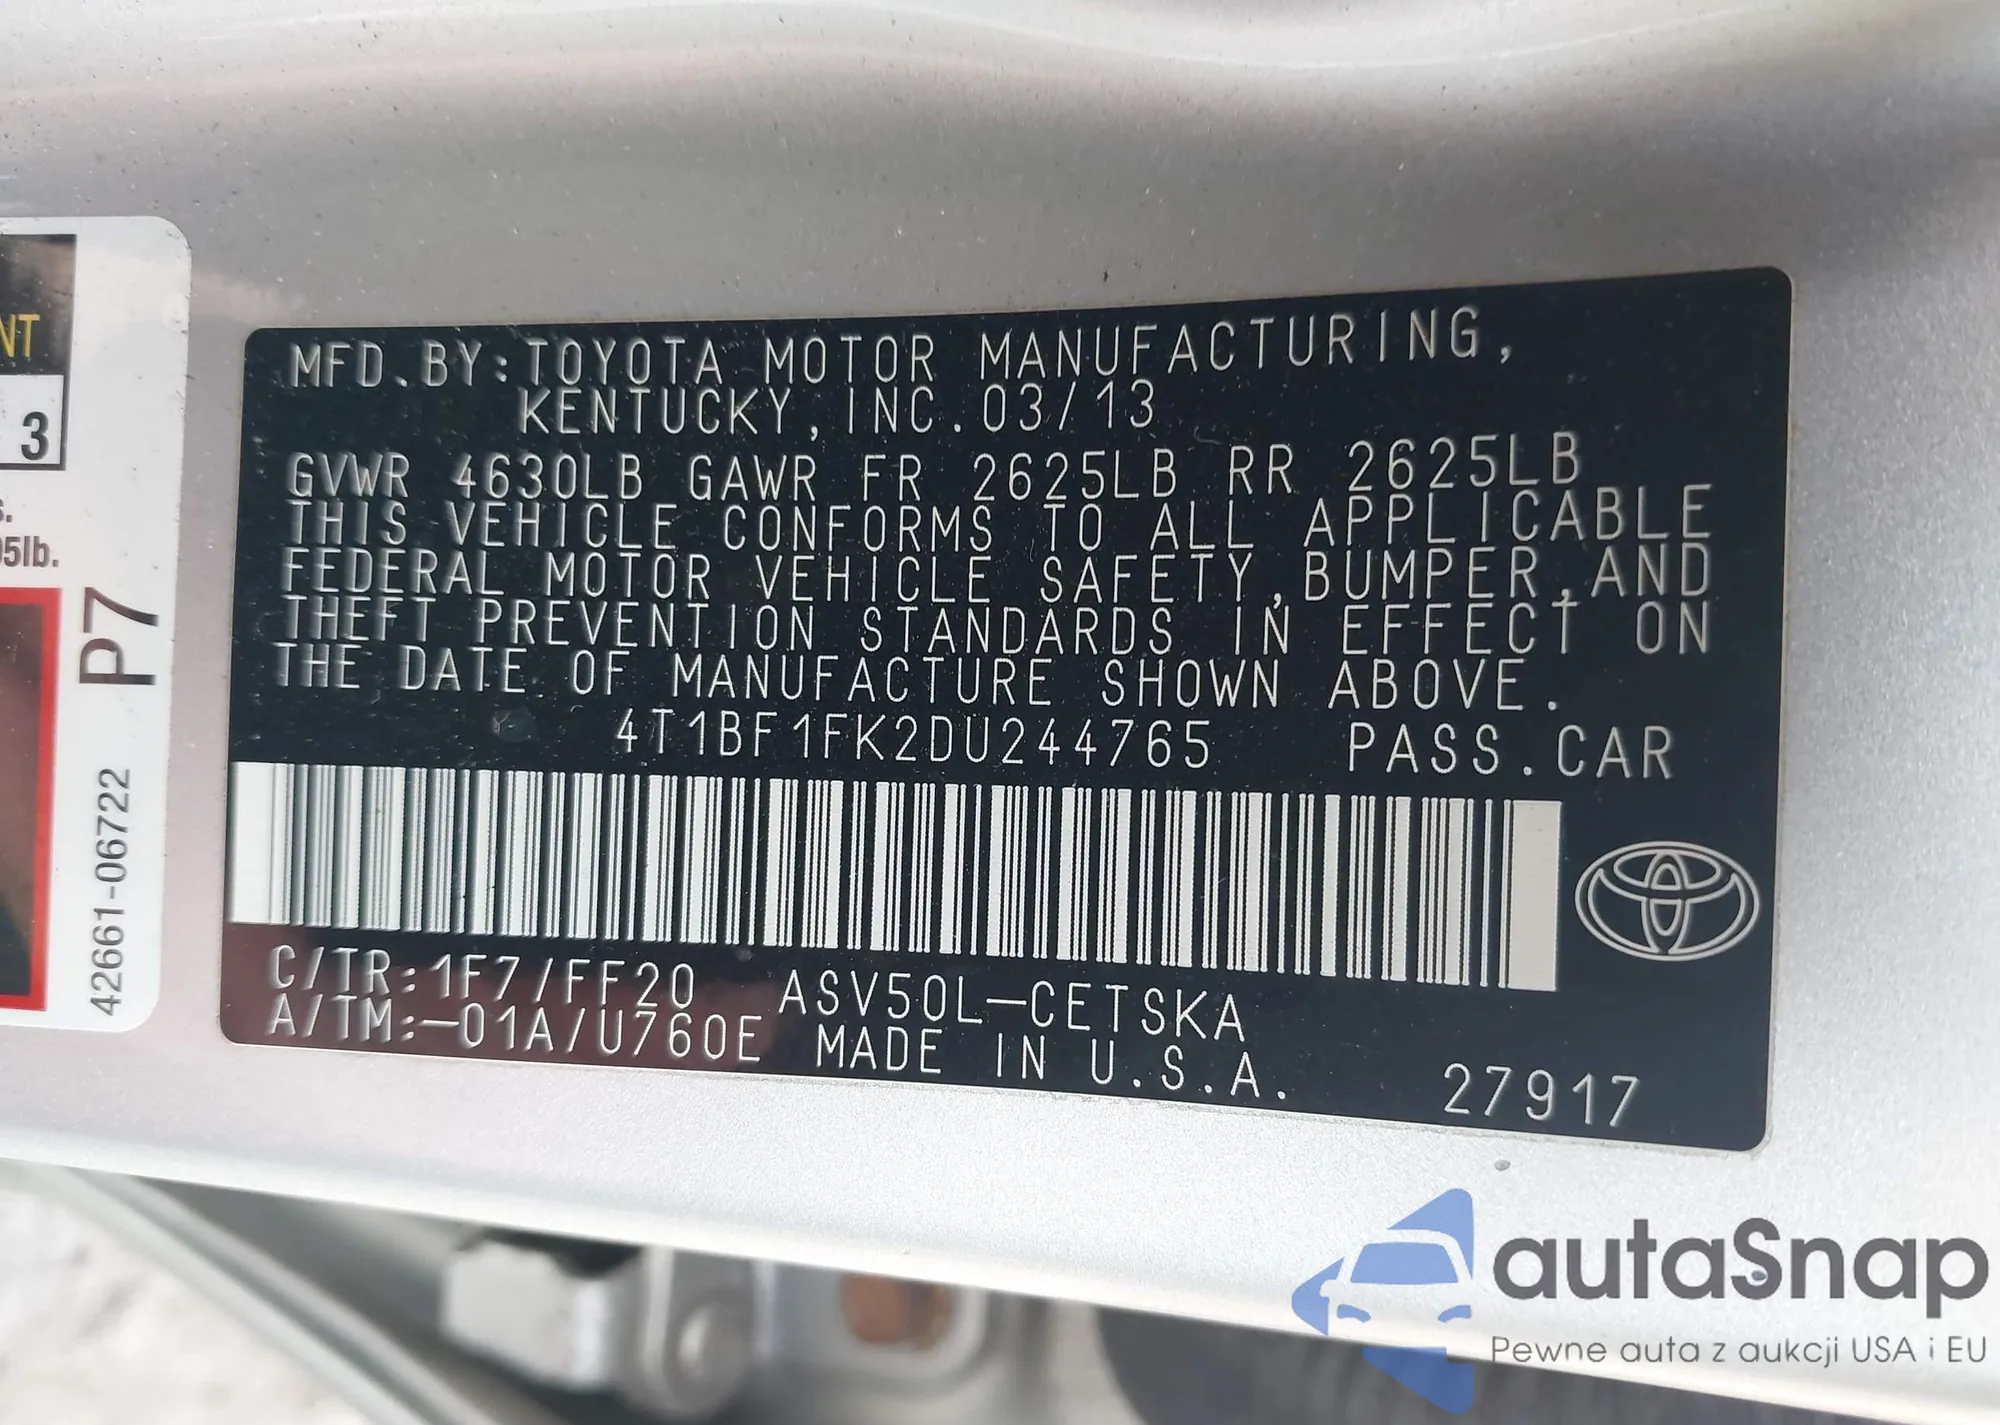 NT
3
s.
05lb.
P7
42661-06722
MFD.BY:TOYOTA MOTOR MANUFACTURING,
KENTUCKY,INC.03/13
GVWR 4630LB GAWR FR 2625LB RR 2625LB
THIS VEHICLE CONFORMS TO ALL APPLICABLE
FEDERAL MOTOR VEHICLE SAFETY,BUMPER,AND
THEFT PREVENTION STANDARDS IN EFFECT ON
THE DATE OF MANUFACTURE SHOWN ABOVE.
4T1BF1FK2DU244765 PASS.CAR
C/TR:1F7/FF20 ASV50L-CETSKA
A/TM:-01A/U760E MADE IN U.S.A. 27917
autaSnap
Pewne auta z aukcji USA i EU